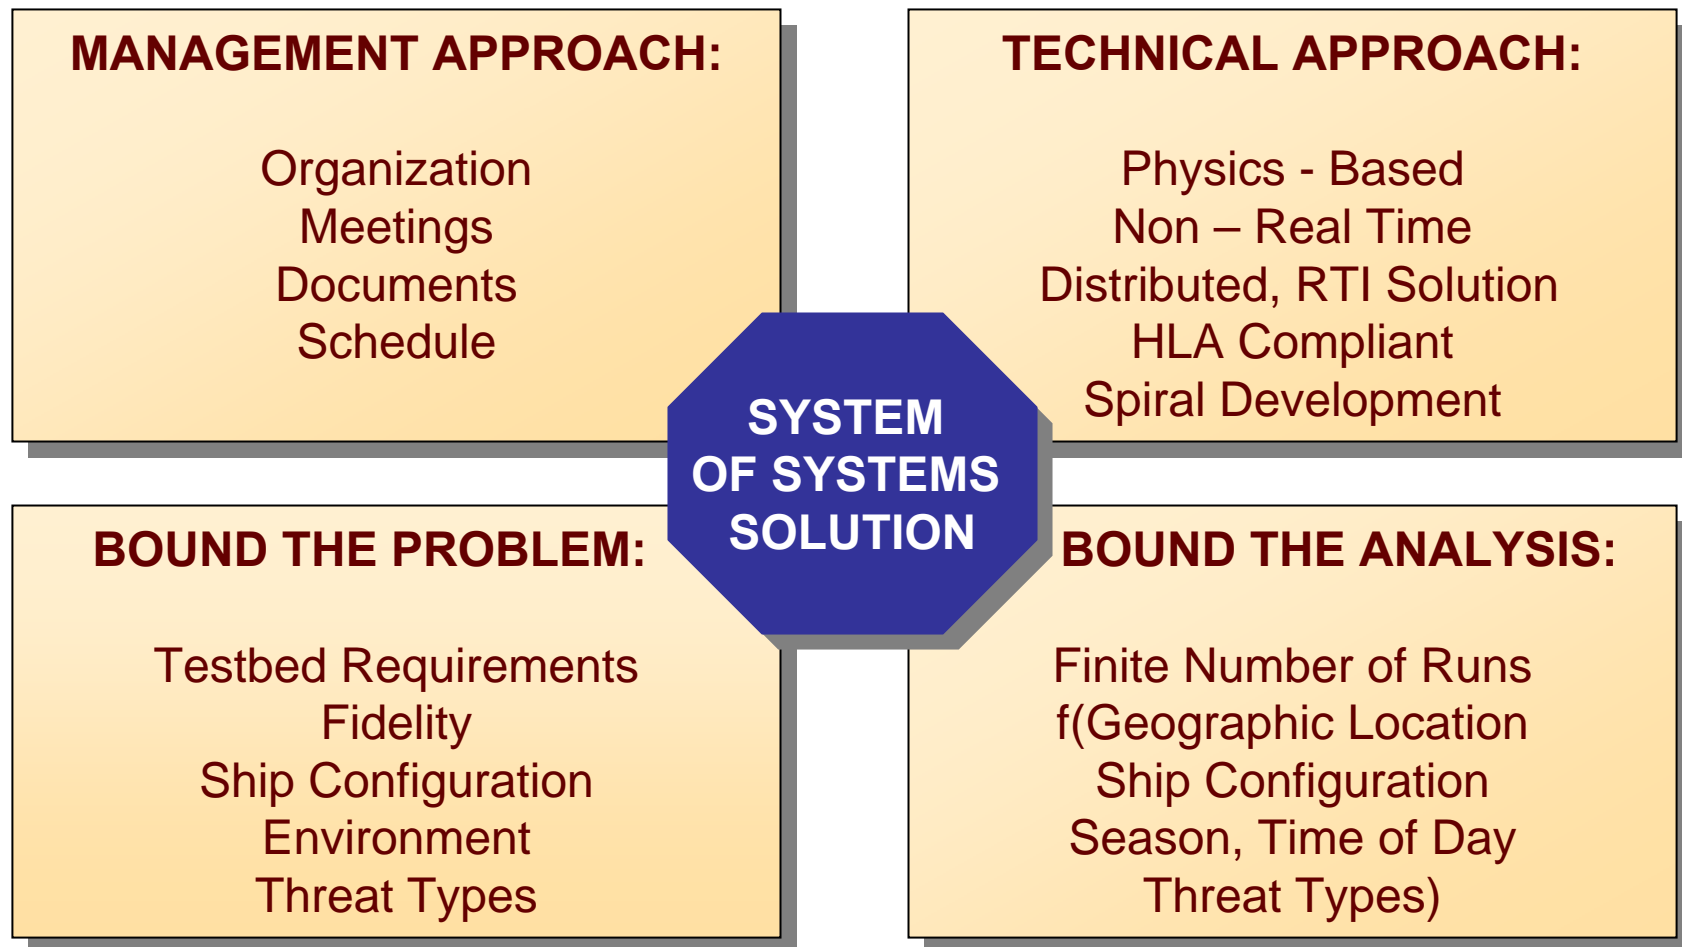 MANAGEMENT APPROACH:
Organization
Meetings
Documents
Schedule
TECHNICAL APPROACH:
Physics - Based
Non – Real Time
Distributed, RTI Solution
HLA Compliant
Spiral Development
SYSTEM
OF SYSTEMS
SOLUTION
BOUND THE PROBLEM:
Testbed Requirements
Fidelity
Ship Configuration
Environment
Threat Types
BOUND THE ANALYSIS:
Finite Number of Runs
f(Geographic Location
Ship Configuration
Season, Time of Day
Threat Types)